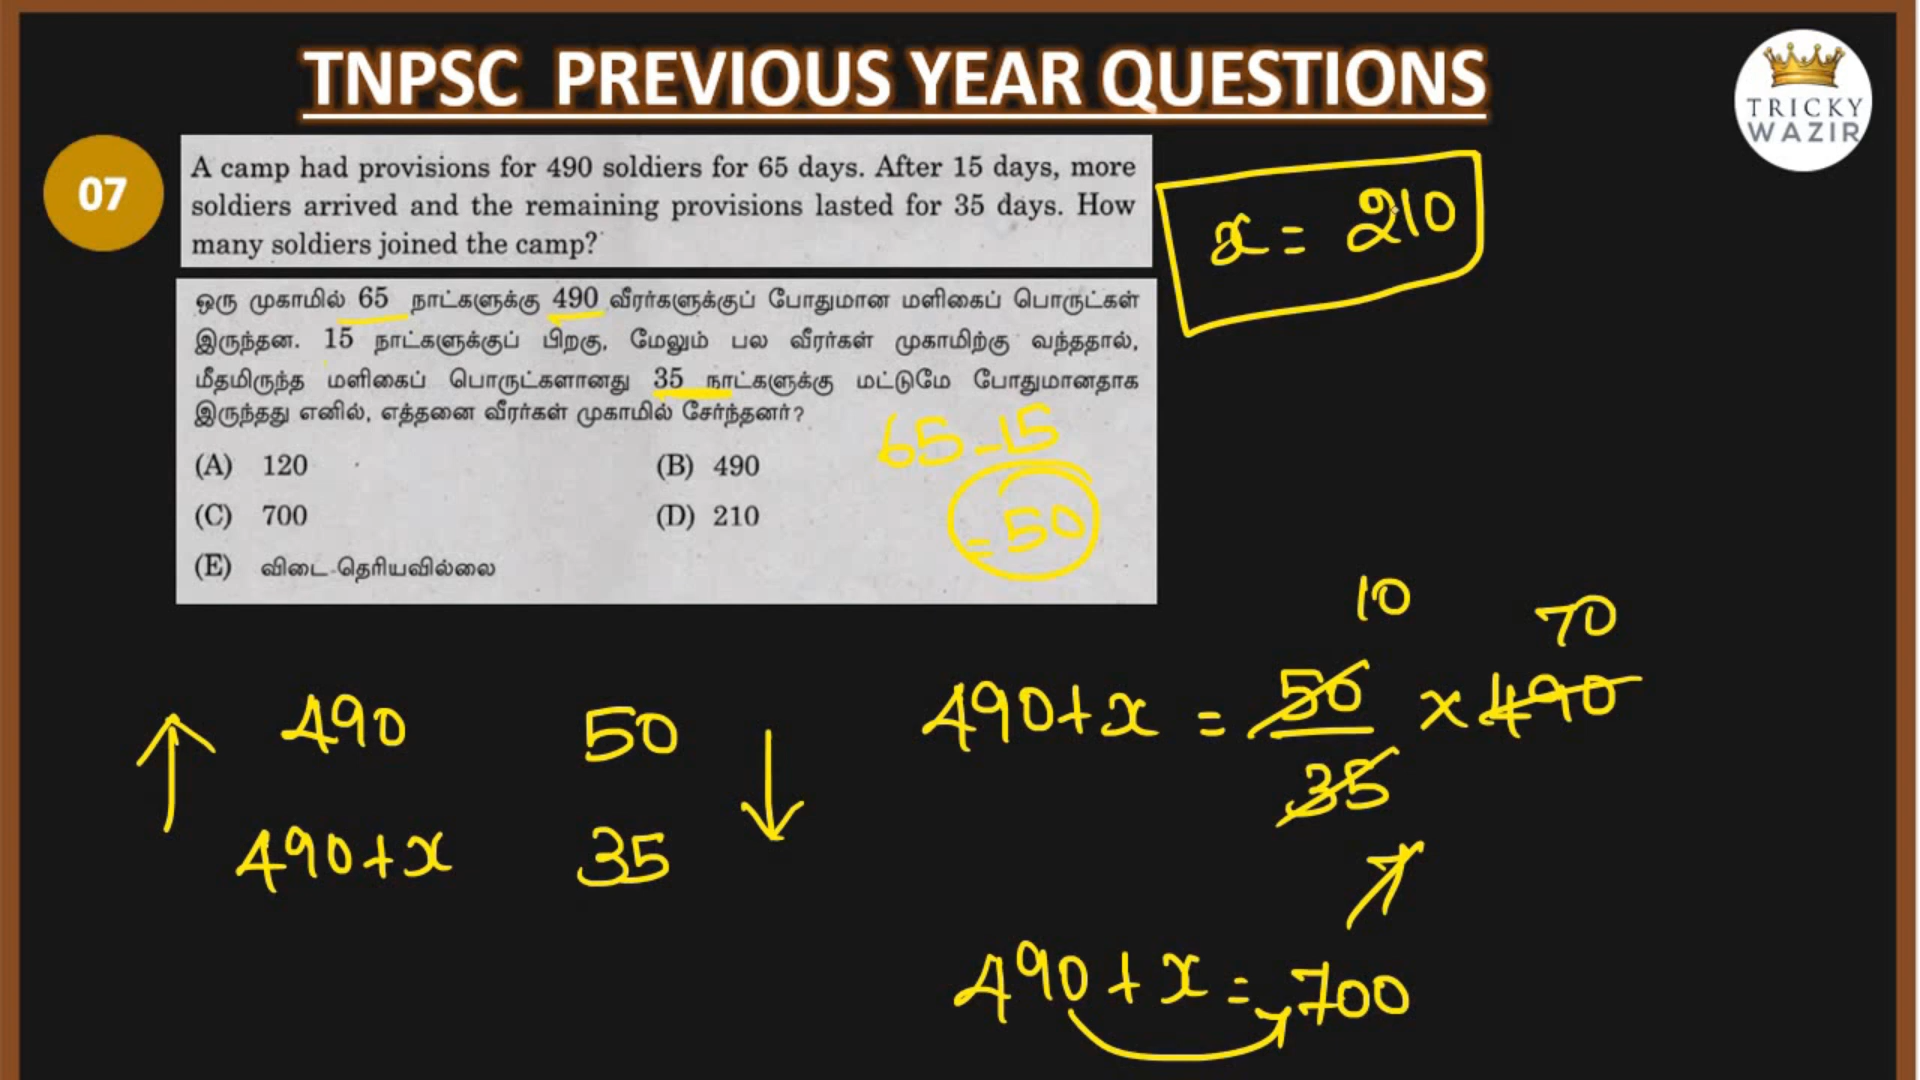 TNPSC PREVIOUS YEAR QUESTIONS
TRICKY
WAZIR
07
A camp had provisions for 490 soldiers for 65 days. After 15 days, more
soldiers arrived and the remaining provisions lasted for 35 days. How
many soldiers joined the camp?
x = 210
ஒரு முகாமில் 65 நாட்களுக்கு 490 வீரர்களுக்குப் போதுமான மளிகைப் பொருட்கள்
இருந்தன. 15 நாட்களுக்குப் பிறகு, மேலும் பல வீரர்கள் முகாமிற்கு வந்ததால்,
மீதமிருந்த மளிகைப் பொருட்களானது 35 நாட்களுக்கு மட்டுமே போதுமானதாக
இருந்தது எனில், எத்தனை வீரர்கள் முகாமில் சேர்ந்தனர்?
65-15
= 50
(A) 120 (B) 490
(C) 700 (D) 210
(E) விடை தெரியவில்லை
10
70
490 50
490+x = 50/35 x 490
490+x 35
490+x = 700